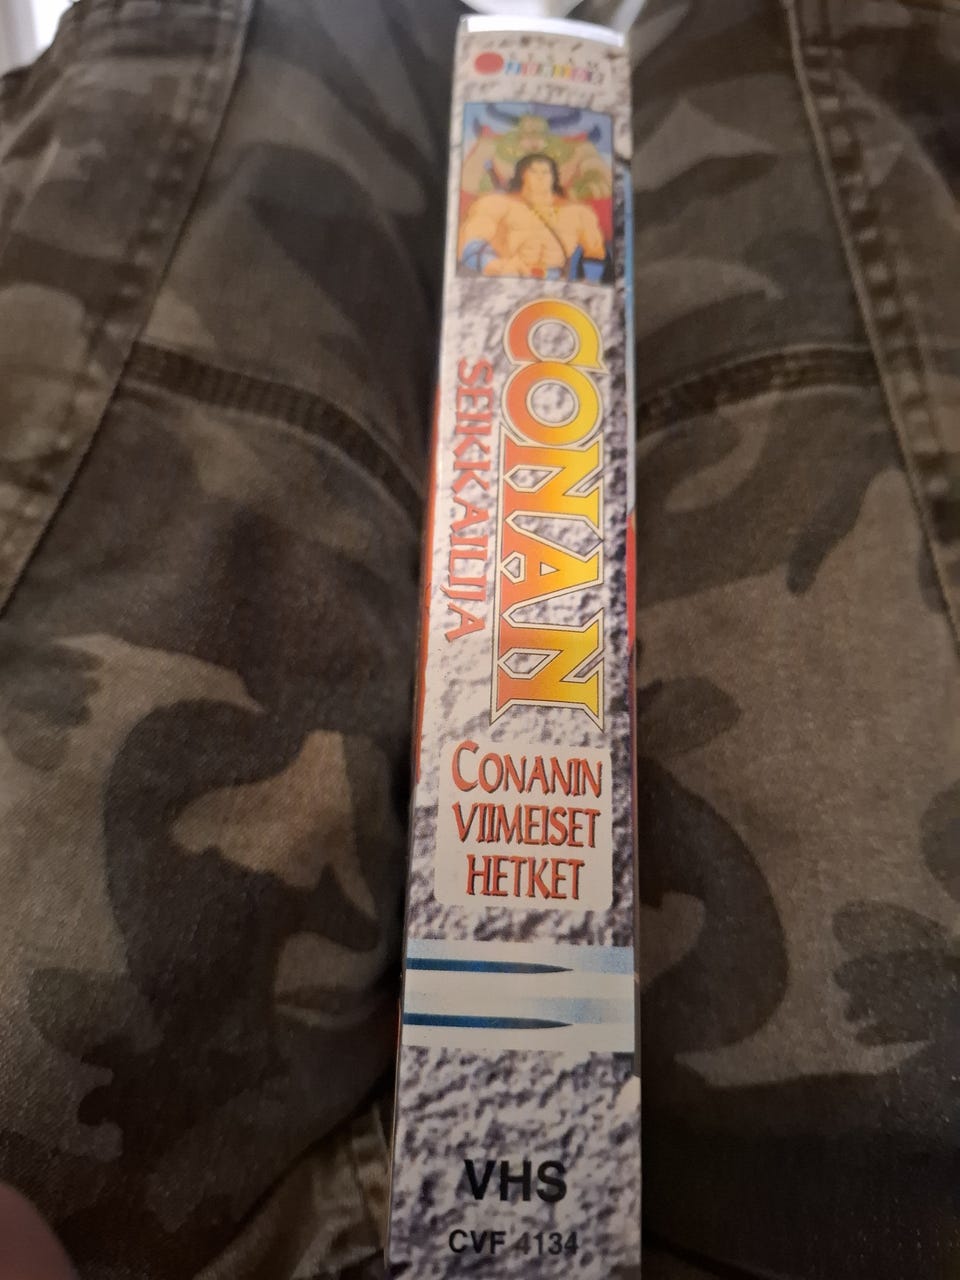 CONAN
SEIKKAILIJA
CONANIN
VIIMEISET
HETKET
VHS
CVF 4134